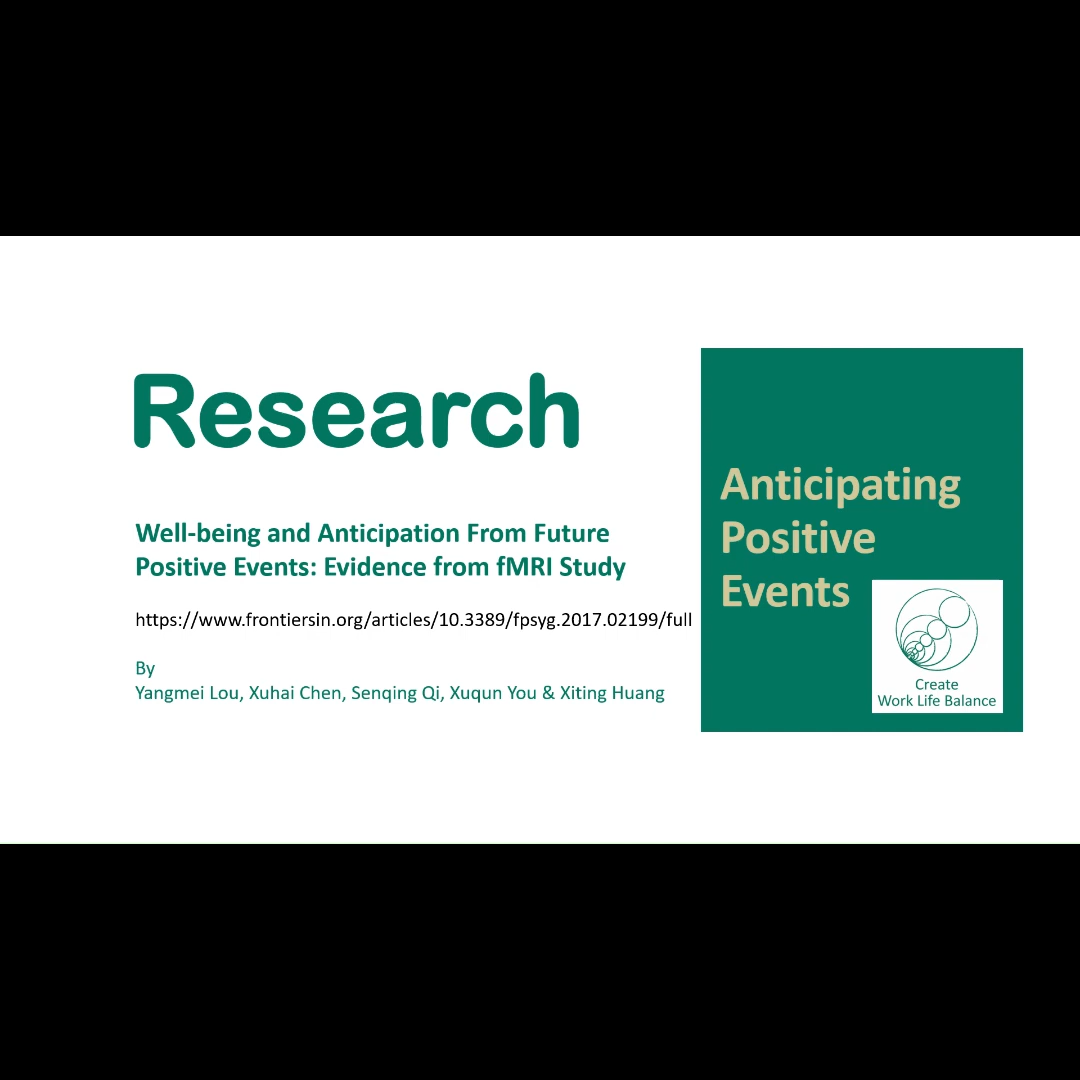 Research
Well-being and Anticipation From Future
Positive Events: Evidence from fMRI Study
https://www.frontiersin.org/articles/10.3389/fpsyg.2017.02199/full
By
Yangmei Lou, Xuhai Chen, Senqing Qi, Xuqun You & Xiting Huang
Anticipating
Positive
Events
Create
Work Life Balance